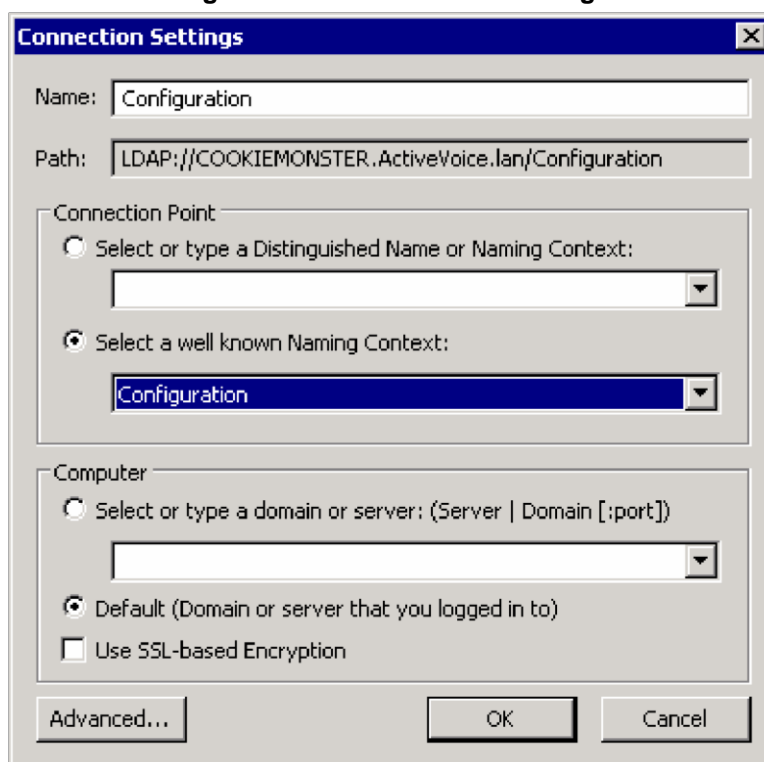 Connection Settings
Name: Configuration
Path: LDAP://COOKIEMONSTER.ActiveVoice.lan/Configuration
Connection Point
Select or type a Distinguished Name or Naming Context:
Select a well known Naming Context:
Configuration
Computer
Select or type a domain or server: (Server | Domain [:port])
Default (Domain or server that you logged in to)
Use SSL-based Encryption
Advanced... OK Cancel